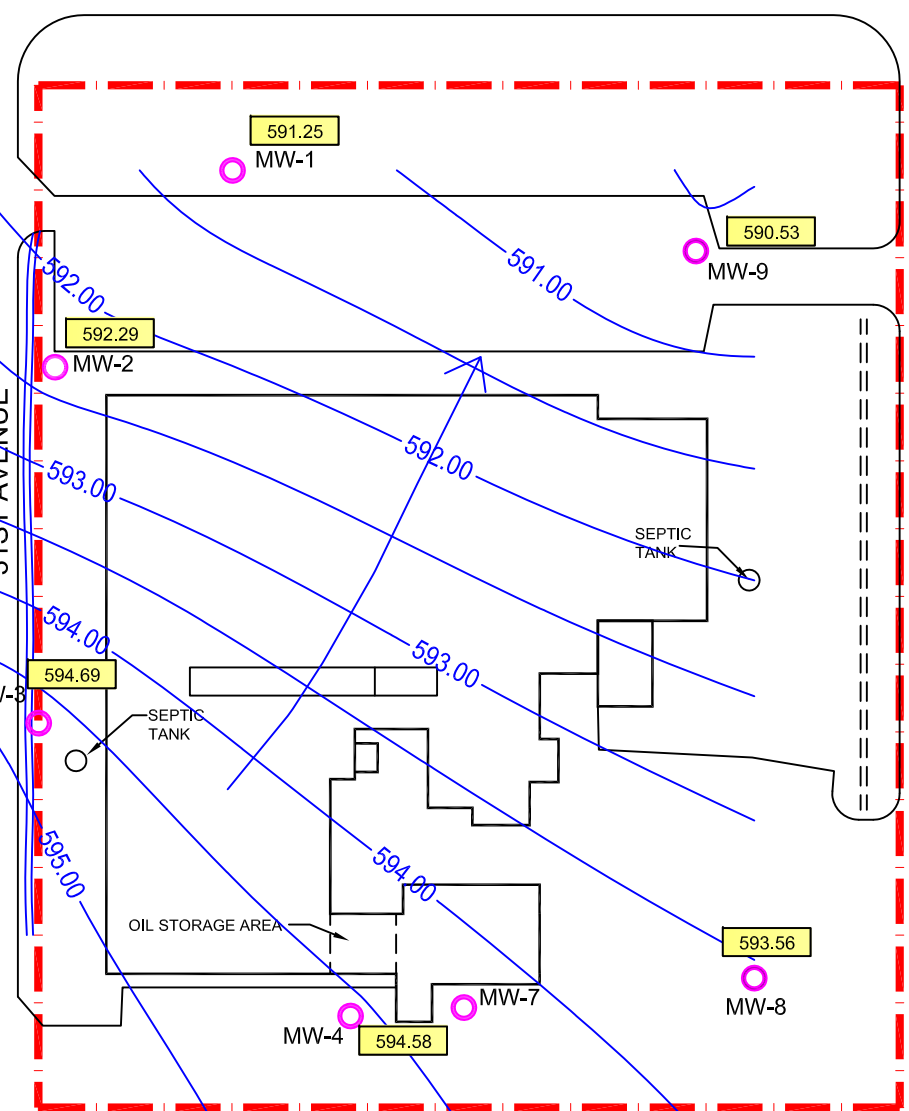 591.25
MW-1
590.53
MW-9
591.00
592.00
592.29
MW-2
592.00
593.00
SEPTIC
TANK
594.00
593.00
594.69
SEPTIC
TANK
595.00
594.00
OIL STORAGE AREA
593.56
MW-8
MW-7
MW-4
594.58
AVENUE